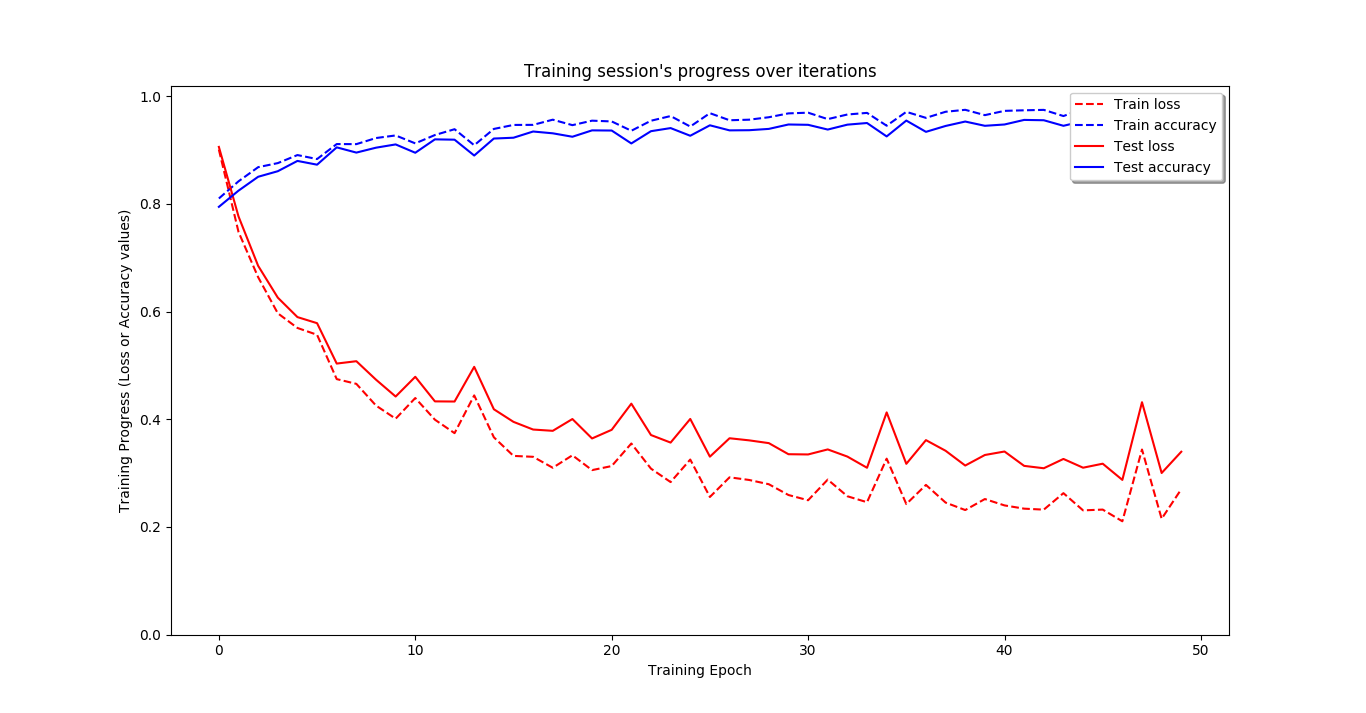 Training session's progress over iterations
Train loss
Train accuracy
Test loss
Test accuracy
Training Progress (Loss or Accuracy values)
1.0
0.8
0.6
0.4
0.2
0.0
0 10 20 30 40 50
Training Epoch